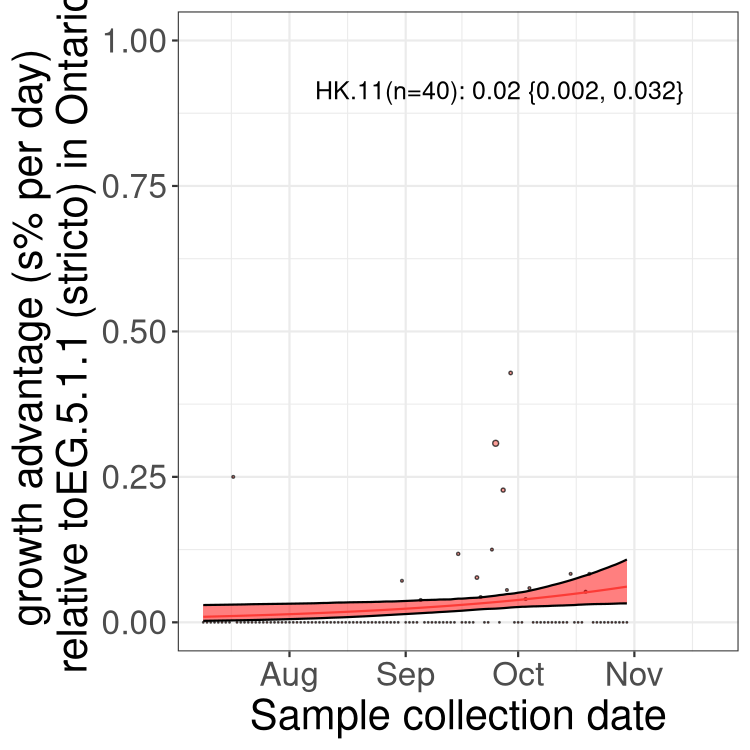 growth advantage (s% per day)
relative toEG.5.1.1 (stricto) in Ontario
1.00
0.75
0.50
0.25
0.00
HK.11(n=40): 0.02 {0.002, 0.032}
Aug Sep Oct Nov
Sample collection date